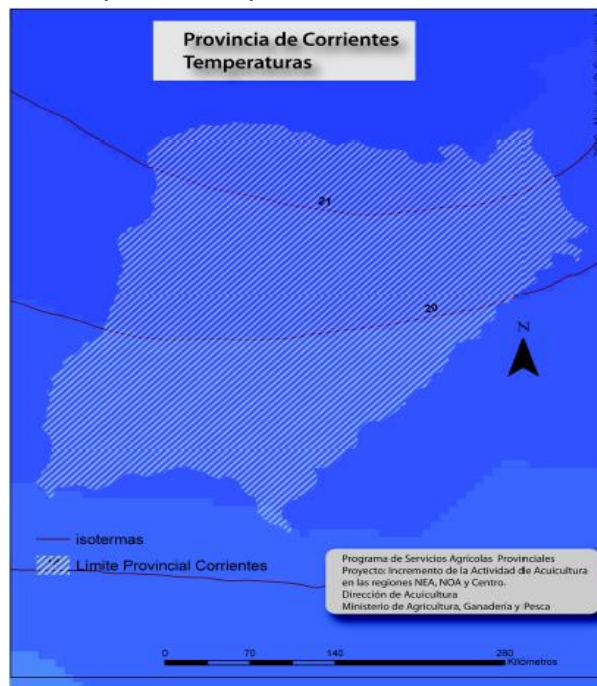 Provincia de Corrientes
Temperaturas
21
20
N
isotermas
Límite Provincial Corrientes
Programa de Servicios Agrícolas Provinciales
Proyecto: Incremento de la Actividad de Acuicultura
en las regiones NEA, NOA y Centro.
Dirección de Acuicultura
Ministerio de Agricultura, Ganadería y Pesca
0 70 140 280
Kilómetros